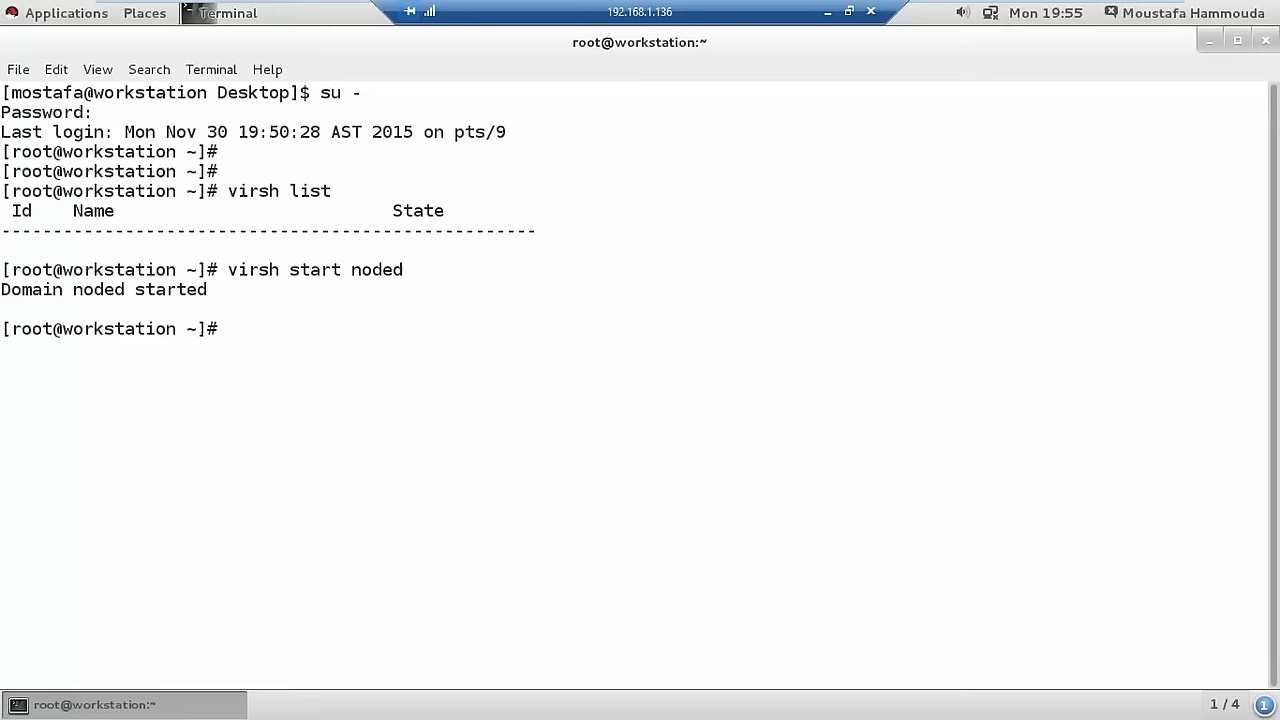 Applications Places Terminal 192.168.1.136 Mon 19:55 Moustafa Hammouda
root@workstation:~
File Edit View Search Terminal Help
[mostafa@workstation Desktop]$ su -
Password:
Last login: Mon Nov 30 19:50:28 AST 2015 on pts/9
[root@workstation ~]#
[root@workstation ~]#
[root@workstation ~]# virsh list
Id Name State
----------------------------------------------------
[root@workstation ~]# virsh start noded
Domain noded started
[root@workstation ~]#
root@workstation:~ 1 / 4 1